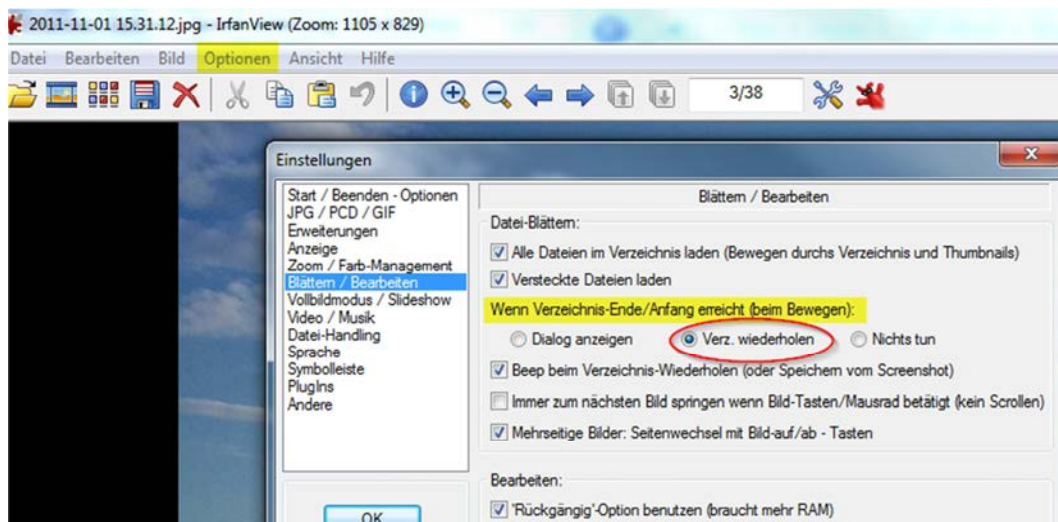 2011-11-01 15.31.12.jpg - IrfanView (Zoom: 1105 x 829)
Datei Bearbeiten Bild Optionen Ansicht Hilfe
3/38
Einstellungen
Start / Beenden - Optionen
JPG / PCD / GIF
Erweiterungen
Anzeige
Zoom / Farb-Management
Blättern / Bearbeiten
Vollbildmodus / Slideshow
Video / Musik
Datei-Handling
Sprache
Symbolleiste
PlugIns
Andere
OK
Blättern / Bearbeiten
Datei-Blättern:
Alle Dateien im Verzeichnis laden (Bewegen durchs Verzeichnis und Thumbnails)
Versteckte Dateien laden
Wenn Verzeichnis-Ende/Anfang erreicht (beim Bewegen):
Dialog anzeigen Verz. wiederholen Nichts tun
Beep beim Verzeichnis-Wiederholen (oder Speichern vom Screenshot)
Immer zum nächsten Bild springen wenn Bild-Tasten/Mausrad betätigt (kein Scrollen)
Mehrseitige Bilder: Seitenwechsel mit Bild-auf/ab - Tasten
Bearbeiten:
'Rückgängig'-Option benutzen (braucht mehr RAM)